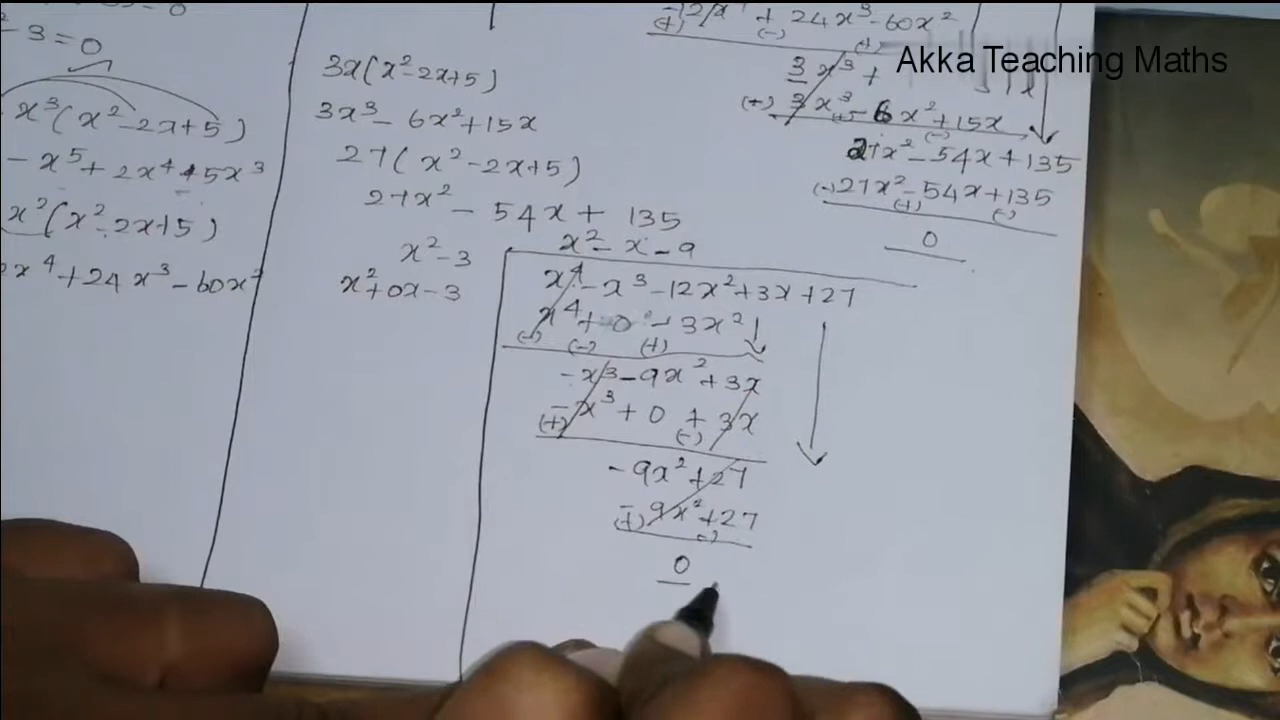 ²-3=0
x³(x²-2x+5)
-x⁵+2x⁴+5x³
x²(x²-2x+5)
x⁴+24x³-60x²
3x(x²-2x+5)
3x³-6x²+15x
27(x²-2x+5)
27x²-54x+135
x²-3
x²+0x-3
-12x⁴+24x³-60x²
(+) (-) (+)
Akka Teaching Maths
3x³+
(+) 3x³-6x²+15x
(-)
27x²-54x+135
(-) 27x²-54x+135
(+) (-)
0
x²-x-9
x⁴-x³-12x²+3x+27
x⁴+0-3x²
(-) (-) (+)
-x³-9x²+3x
-x³+0+3x
(+) (-)
-9x²+27
-9x²+27
(+) (-)
0